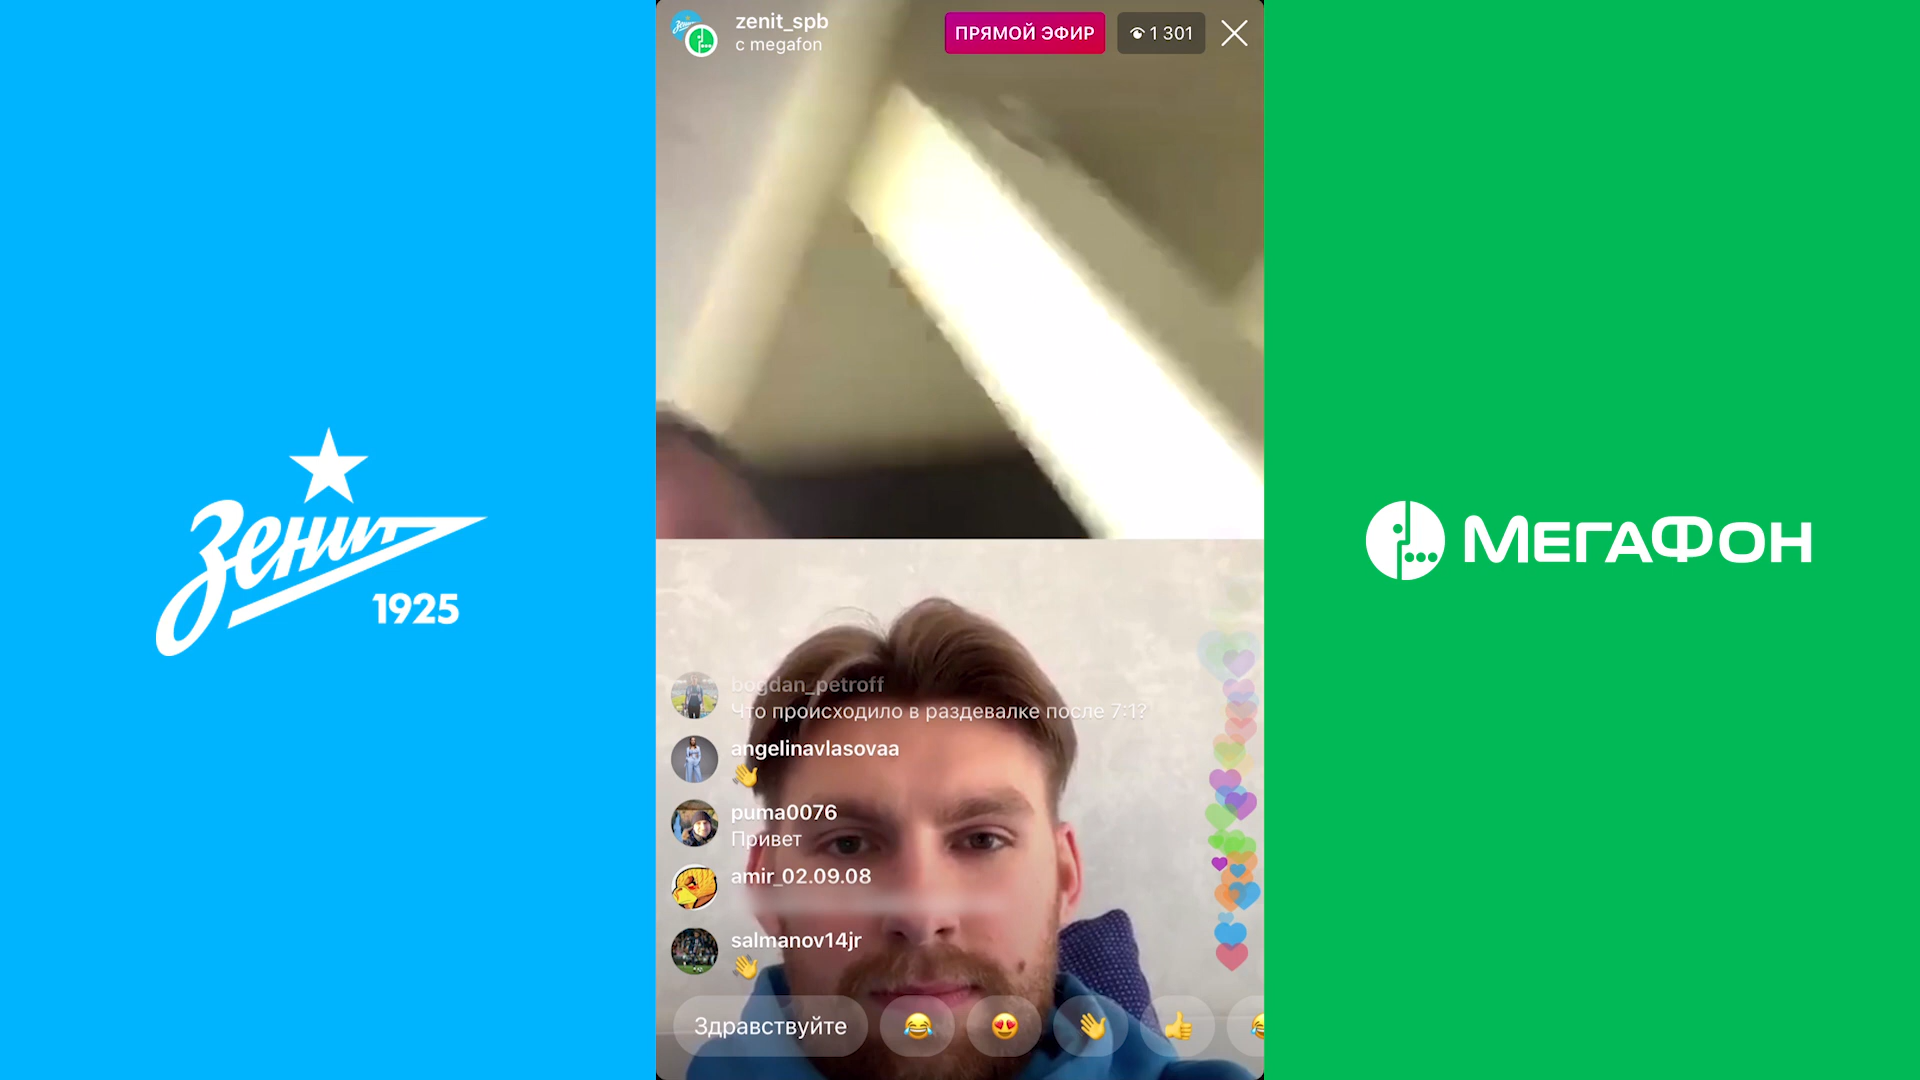 zenit_spb
с megafon
ПРЯМОЙ ЭФИР
1 301
Зенит
1925
МЕГАФОН
bogdan_petroff
Что происходило в раздевалке после 7:1?
angelinavlasovaa
puma0076
Привет
amir_02.09.08
salmanov14jr
Здравствуйте